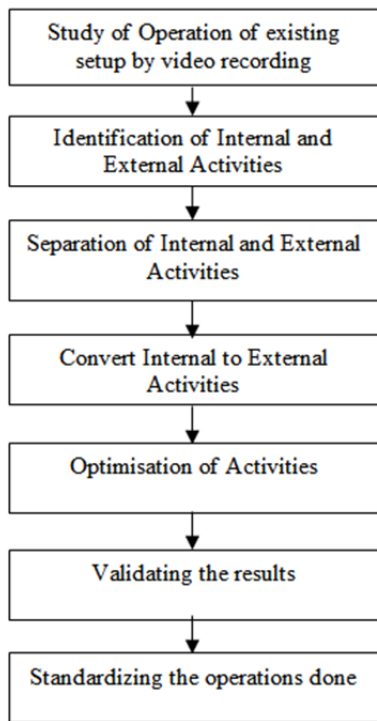 Study of Operation of existing
setup by video recording
Identification of Internal and
External Activities
Separation of Internal and External
Activities
Convert Internal to External
Activities
Optimisation of Activities
Validating the results
Standardizing the operations done